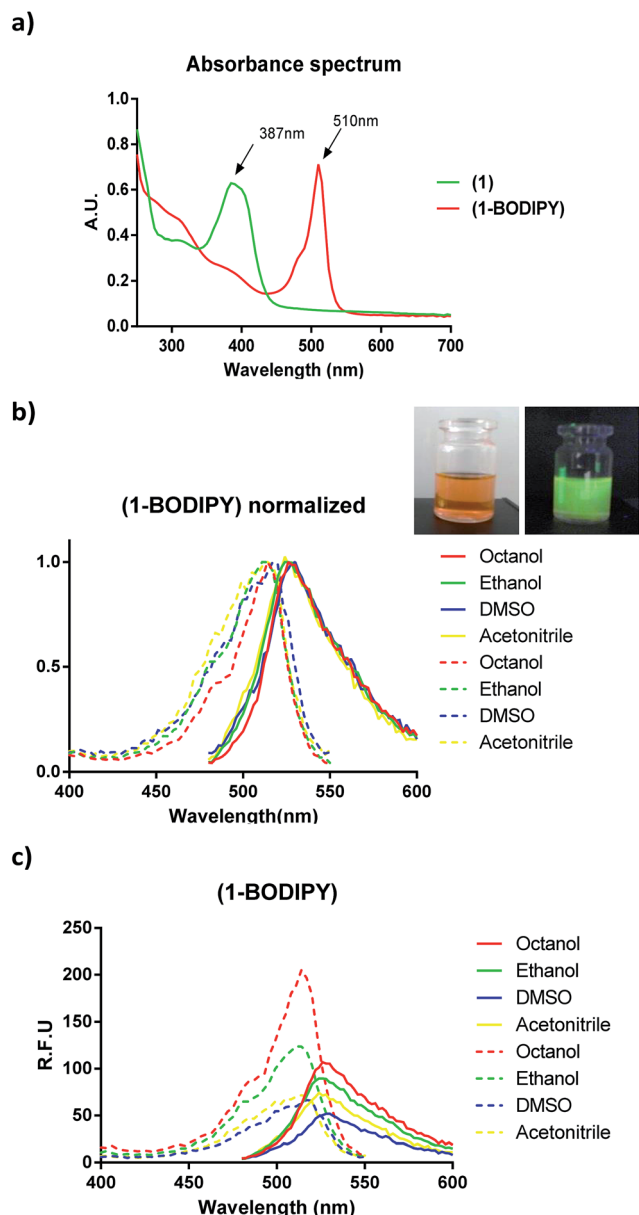 a)
Absorbance spectrum
1.0
0.8
0.6
0.4
0.2
0.0
A.U.
387nm
510nm
300 400 500 600 700
Wavelength (nm)
(1)
(1-BODIPY)
b)
(1-BODIPY) normalized
1.0
0.5
0.0
400 450 500 550 600
Wavelength(nm)
Octanol
Ethanol
DMSO
Acetonitrile
Octanol
Ethanol
DMSO
Acetonitrile
c)
(1-BODIPY)
250
200
150
100
50
0
R.F.U
400 450 500 550 600
Wavelength (nm)
Octanol
Ethanol
DMSO
Acetonitrile
Octanol
Ethanol
DMSO
Acetonitrile